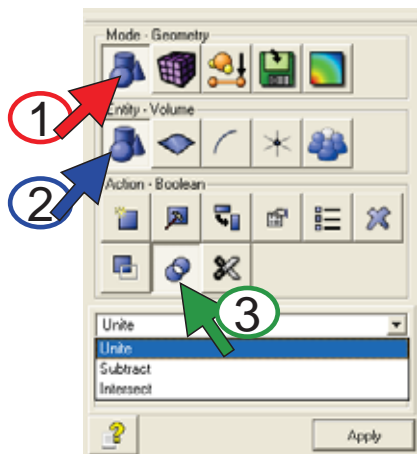 Mode - Geometry
1
Entity - Volume
2
Action - Boolean
3
Unite
Unite
Subtract
Intersect
Apply